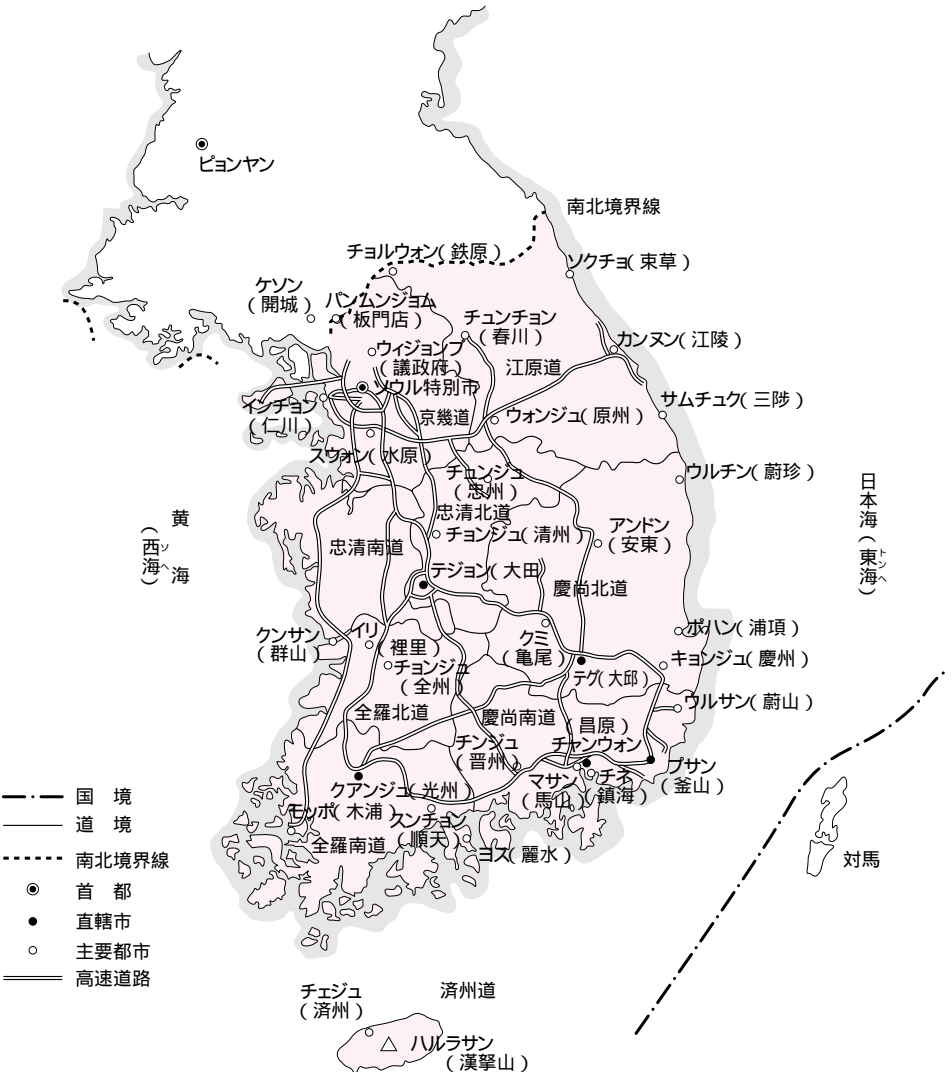 ピョンヤン
南北境界線
チョルウォン(鉄原)
ソクチョ(束草)
ケソン
(開城)
パンムンジョム
(板門店)
チュンチョン
(春川)
カンヌン(江陵)
ウィジョンブ
(議政府)
江原道
ソウル特別市
サムチュク(三陟)
インチョン
(仁川)
京幾道
ウォンジュ(原州)
スウォン(水原)
チュンジュ
(忠州)
ウルチン(蔚珍)
忠清北道
日本海(東海)
トンヘ
黄海
(西海)
ソヘ
忠清南道
チョンジュ(清州)
アンドン
(安東)
テジョン(大田
慶尚北道
クンサン
(群山)
イリ
(裡里)
クミ
(亀尾)
ポハン(浦項)
チョンジュ
(全州)
キョンジュ(慶州)
テグ(大邱)
全羅北道
慶尚南道
(昌原)
チャンウォン
ウルサン(蔚山)
チンジュ
(晋州)
マサン
(馬山)
チネ
(鎮海)
プサン
(釜山)
クアンジュ(光州)
モッポ(木浦)
スンチョン
(順天)
全羅南道
ヨス(麗水)
対馬
国 境
道 境
南北境界線
首 都
直轄市
主要都市
高速道路
チェジュ
(済州)
済州道
ハルラサン
(漢拏山)